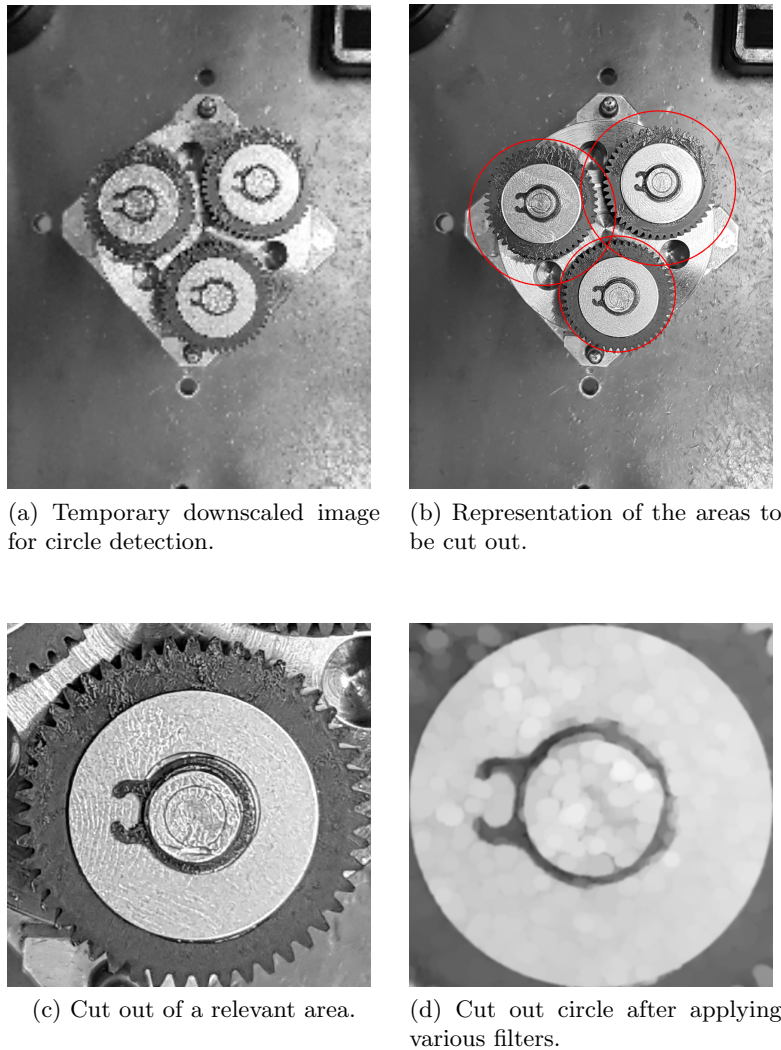 (a) Temporary downscaled image
for circle detection.
(b) Representation of the areas to
be cut out.
(c) Cut out of a relevant area.
(d) Cut out circle after applying
various filters.